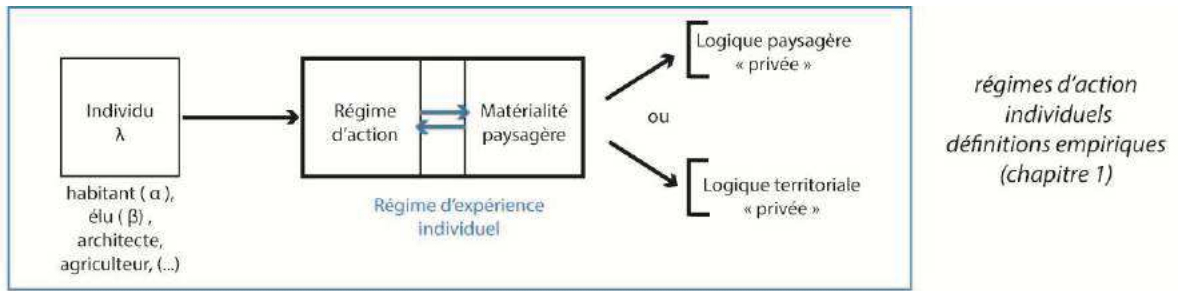 Individu
λ
habitant ( α ),
élu ( β ) ,
architecte,
agriculteur, (...)
Régime
d'action
Matérialité
paysagère
Régime d'expérience
individuel
Logique paysagère
« privée »
ou
Logique territoriale
« privée »
régimes d'action
individuels
définitions empiriques
(chapitre 1)